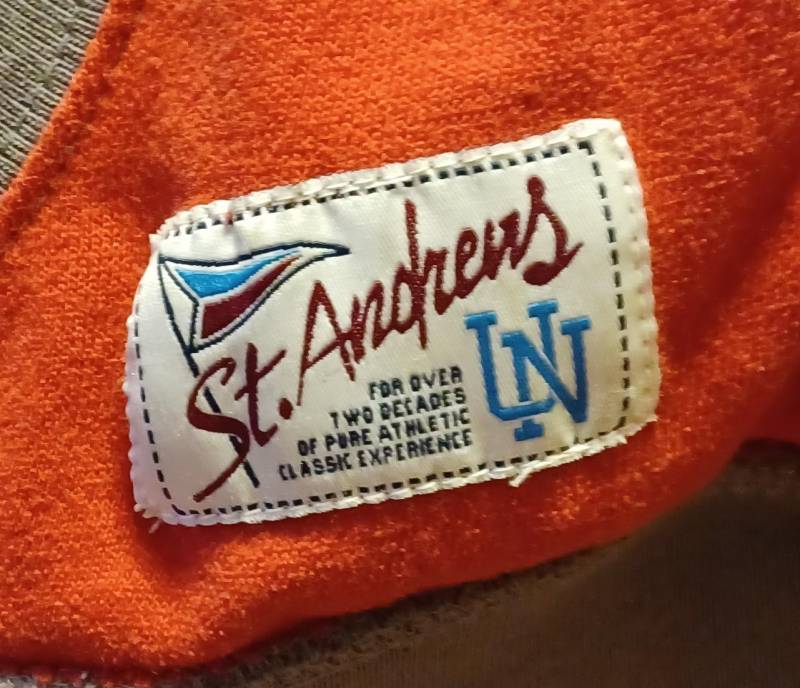 St. Andrews
UN
FOR OVER
TWO DECADES
OF PURE ATHLETIC
CLASSIC EXPERIENCE